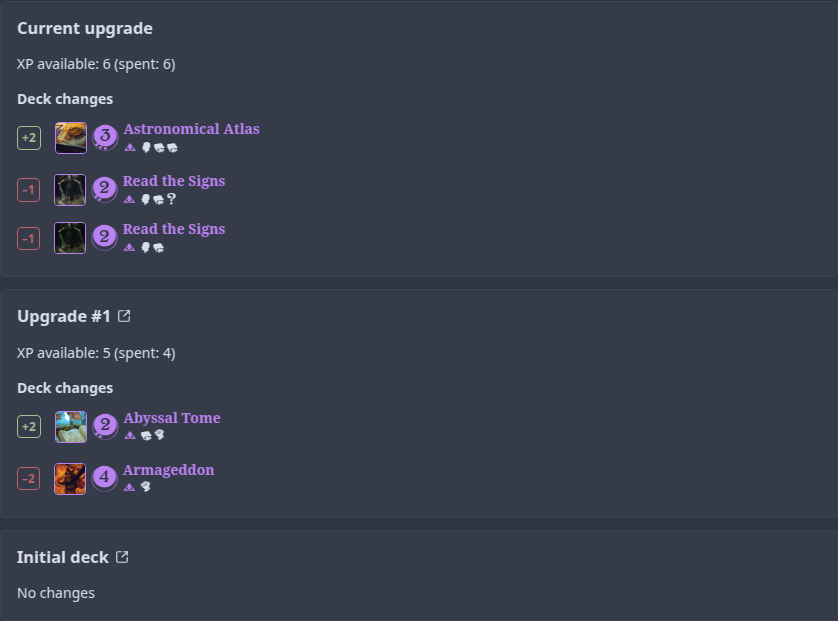 Current upgrade
XP available: 6 (spent: 6)
Deck changes
+2 3 Astronomical Atlas
−1 2 Read the Signs
?
−1 2 Read the Signs
Upgrade #1
XP available: 5 (spent: 4)
Deck changes
+2 2 Abyssal Tome
−2 4 Armageddon
Initial deck
No changes